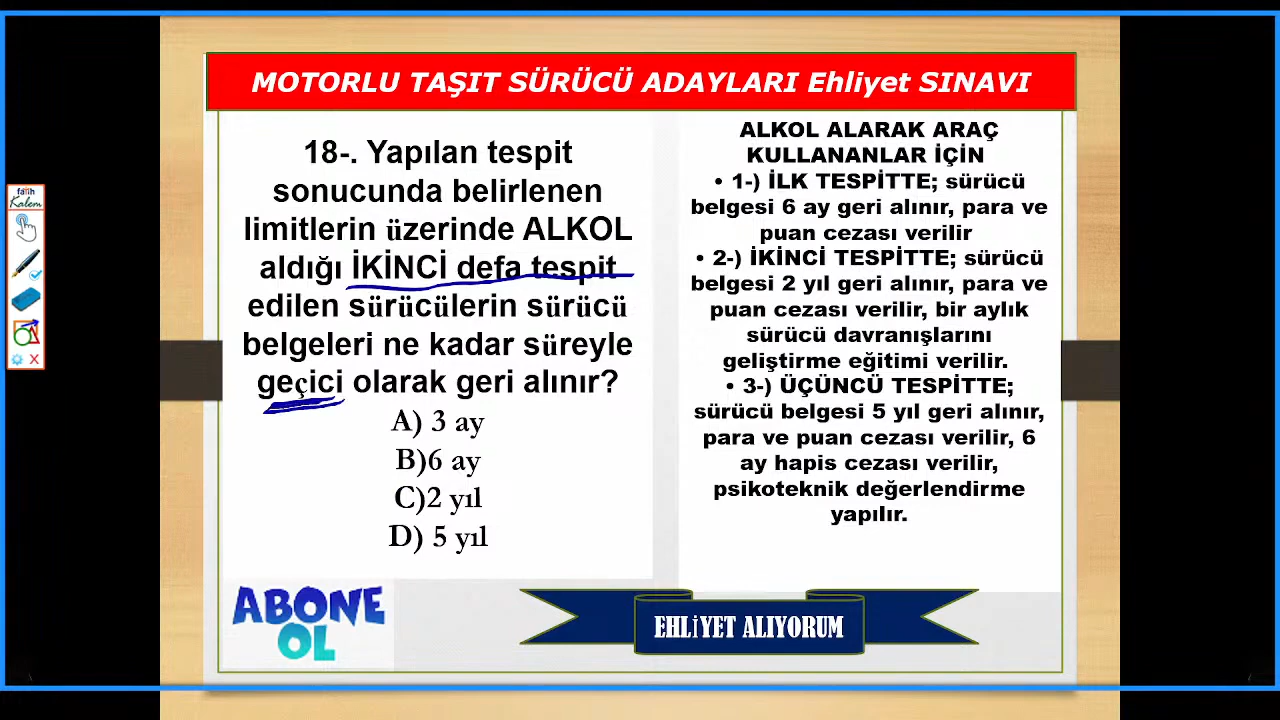 MOTORLU TAŞIT SÜRÜCÜ ADAYLARI Ehliyet SINAVI
18-. Yapılan tespit
sonucunda belirlenen
limitlerin üzerinde ALKOL
aldığı İKİNCİ defa tespit
edilen sürücülerin sürücü
belgeleri ne kadar süreyle
geçici olarak geri alınır?
A) 3 ay
B)6 ay
C)2 yıl
D) 5 yıl
ALKOL ALARAK ARAÇ
KULLANANLAR İÇİN
• 1-) İLK TESPİTTE; sürücü
belgesi 6 ay geri alınır, para ve
puan cezası verilir
• 2-) İKİNCİ TESPİTTE; sürücü
belgesi 2 yıl geri alınır, para ve
puan cezası verilir, bir aylık
sürücü davranışlarını
geliştirme eğitimi verilir.
• 3-) ÜÇÜNCÜ TESPİTTE;
sürücü belgesi 5 yıl geri alınır,
para ve puan cezası verilir, 6
ay hapis cezası verilir,
psikoteknik değerlendirme
yapılır.
ABONE
OL
EHLİYET ALIYORUM
fatih
Kalem